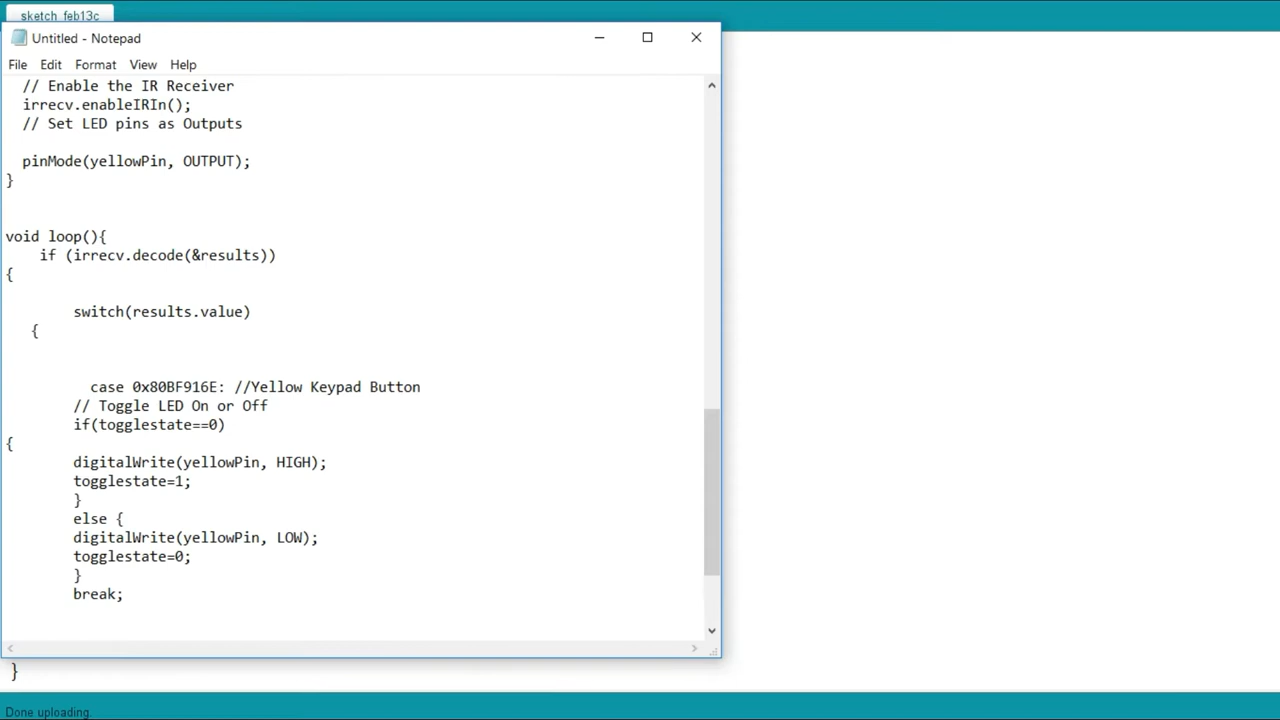 sketch_feb13c
Untitled - Notepad
File Edit Format View Help
// Enable the IR Receiver
irrecv.enableIRIn();
// Set LED pins as Outputs
pinMode(yellowPin, OUTPUT);
}
void loop(){
if (irrecv.decode(&results))
{
switch(results.value)
{
case 0x80BF916E: //Yellow Keypad Button
// Toggle LED On or Off
if(togglestate==0)
{
digitalWrite(yellowPin, HIGH);
togglestate=1;
}
else {
digitalWrite(yellowPin, LOW);
togglestate=0;
}
break;
}
Done uploading.